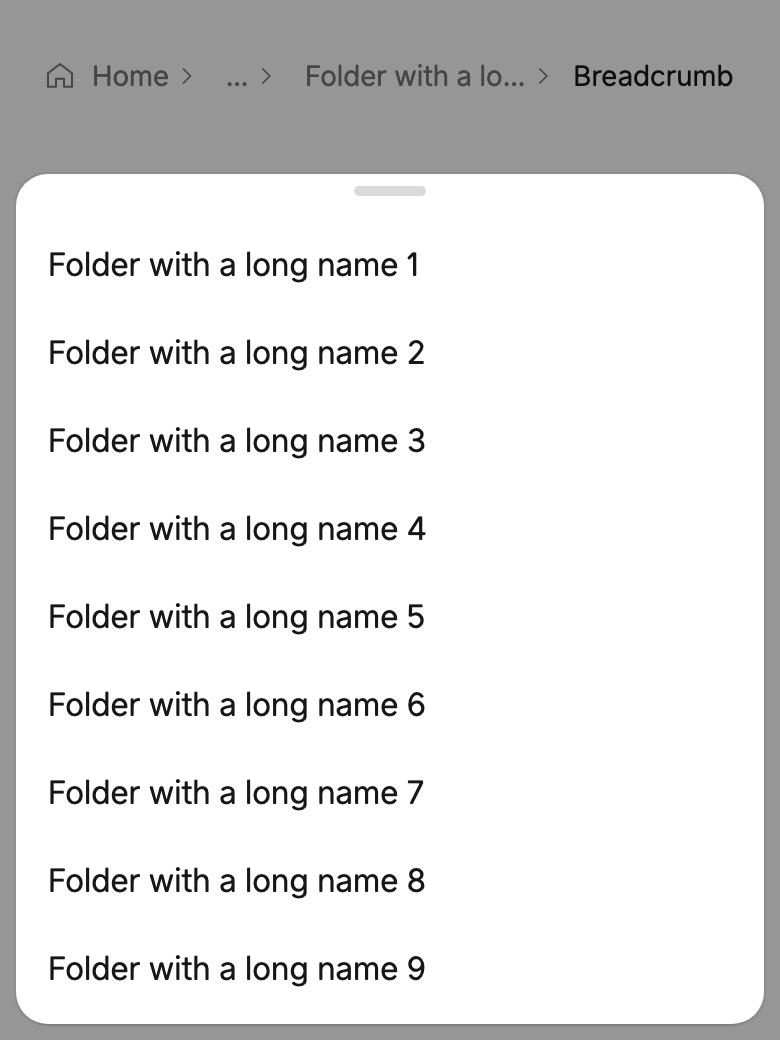 Home > ... > Folder with a lo... > Breadcrumb
Folder with a long name 1
Folder with a long name 2
Folder with a long name 3
Folder with a long name 4
Folder with a long name 5
Folder with a long name 6
Folder with a long name 7
Folder with a long name 8
Folder with a long name 9